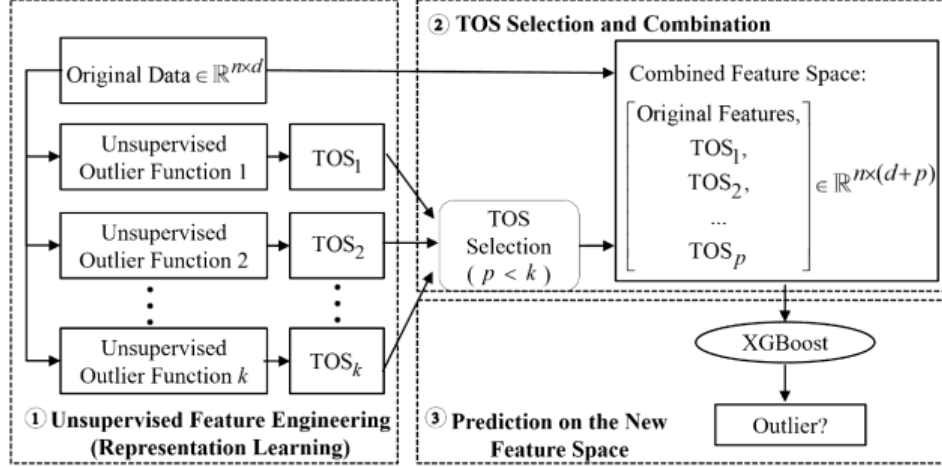 Original Data ∈ ℝⁿˣᵈ
Unsupervised
Outlier Function 1
TOS₁
Unsupervised
Outlier Function 2
TOS₂
Unsupervised
Outlier Function k
TOSₖ
① Unsupervised Feature Engineering
(Representation Learning)
② TOS Selection and Combination
TOS
Selection
( p < k )
Combined Feature Space:
Original Features,
TOS₁,
TOS₂,
...
TOSₚ
∈ ℝⁿˣ⁽ᵈ⁺ᵖ⁾
XGBoost
Outlier?
③ Prediction on the New
Feature Space